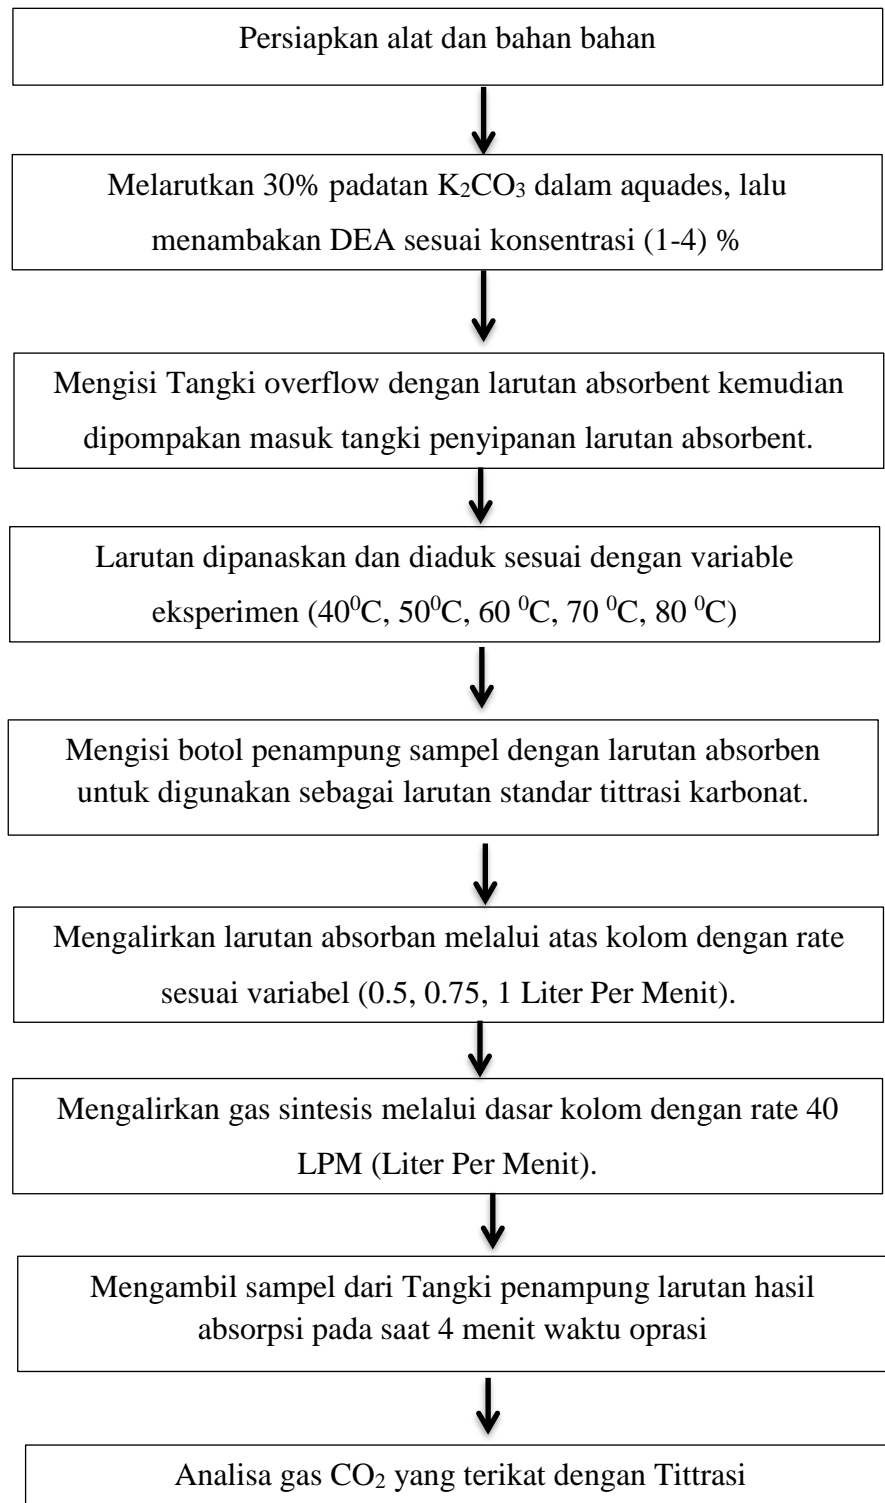 Persiapkan alat dan bahan bahan
Melarutkan 30% padatan K₂CO₃ dalam aquades, lalu
menambakan DEA sesuai konsentrasi (1-4) %
Mengisi Tangki overflow dengan larutan absorbent kemudian
dipompakan masuk tangki penyipanan larutan absorbent.
Larutan dipanaskan dan diaduk sesuai dengan variable
eksperimen (40⁰C, 50⁰C, 60 ⁰C, 70 ⁰C, 80 ⁰C)
Mengisi botol penampung sampel dengan larutan absorben
untuk digunakan sebagai larutan standar tittrasi karbonat.
Mengalirkan larutan absorban melalui atas kolom dengan rate
sesuai variabel (0.5, 0.75, 1 Liter Per Menit).
Mengalirkan gas sintesis melalui dasar kolom dengan rate 40
LPM (Liter Per Menit).
Mengambil sampel dari Tangki penampung larutan hasil
absorpsi pada saat 4 menit waktu oprasi
Analisa gas CO₂ yang terikat dengan Tittrasi